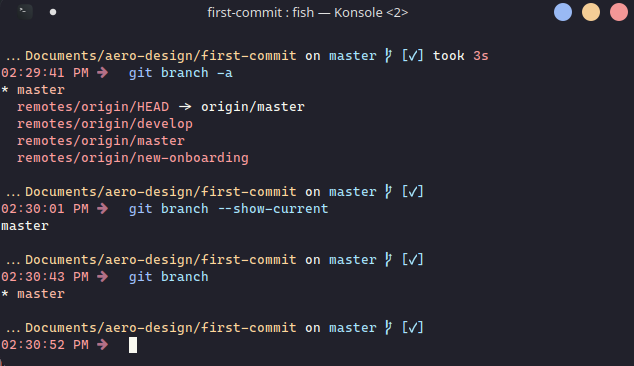 first-commit : fish — Konsole <2>
… Documents/aero-design/first-commit on master [✓] took 3s
02:29:41 PM → git branch -a
* master
remotes/origin/HEAD -> origin/master
remotes/origin/develop
remotes/origin/master
remotes/origin/new-onboarding
… Documents/aero-design/first-commit on master [✓]
02:30:01 PM → git branch --show-current
master
… Documents/aero-design/first-commit on master [✓]
02:30:43 PM → git branch
* master
… Documents/aero-design/first-commit on master [✓]
02:30:52 PM →